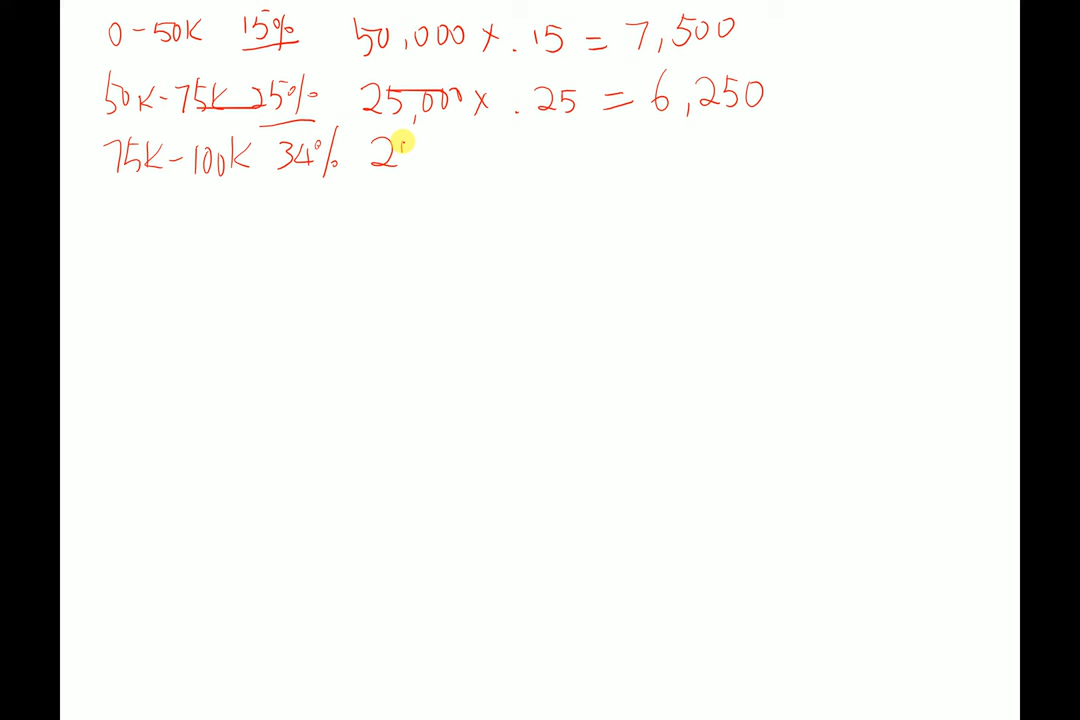 0-50K 15% 50,000 x .15 = 7,500
50K-75K 25% 25,000 x .25 = 6,250
75K-100K 34% 2